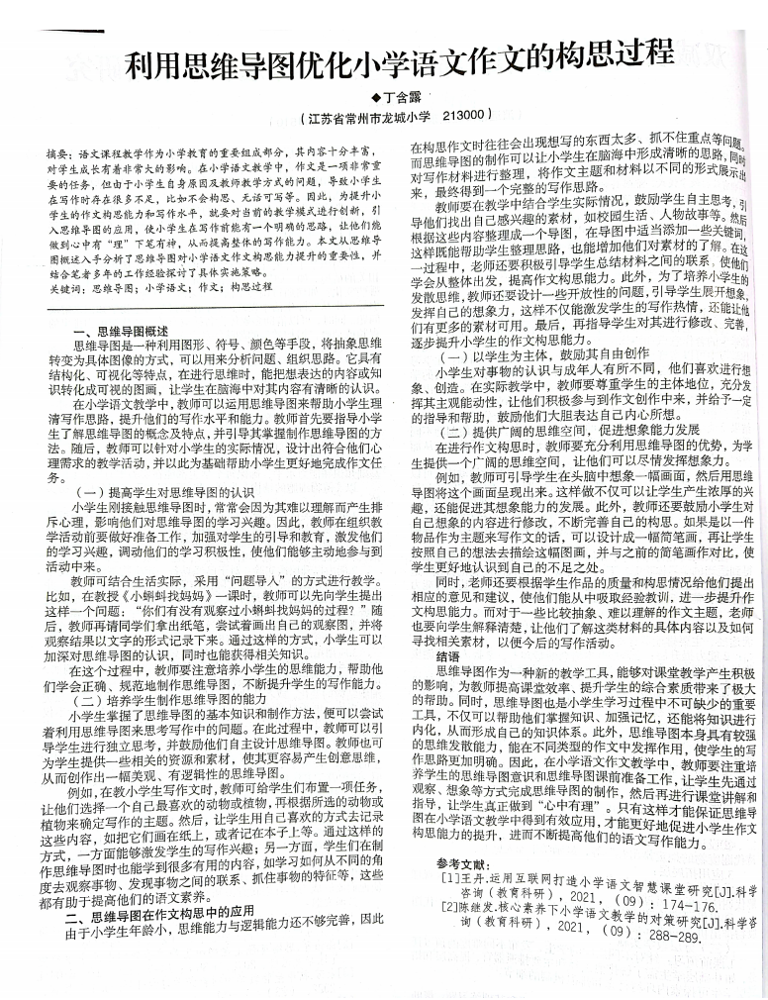 利用思维导图优化小学语文作文的构思过程
◆丁含露
（江苏省常州市龙城小学　213000）
摘要：语文课程教学作为小学教育的重要组成部分，其内容十分丰富，
对学生成长有着非常大的影响。在小学语文教学中，作文是一项非常重
要的任务，但由于小学生自身原因及教师教学方式的问题，导致小学生
在写作时存在很多不足，比如不会构思、无话可写等。因此，为提升小
学生的作文构思能力和写作水平，就要对当前的教学模式进行创新，引
入思维导图的应用，使小学生在写作前能有一个明确的思路，让他们能
做到心中有“理”下笔有神，从而提高整体的写作能力。本文从思维导
图概述入手分析了思维导图对小学语文作文构思能力提升的重要性，并
结合笔者多年的工作经验探讨了具体实施策略。
关键词：思维导图；小学语文；作文；构思过程
一、思维导图概述
思维导图是一种利用图形、符号、颜色等手段，将抽象思维
转变为具体图像的方式，可以用来分析问题、组织思路。它具有
结构化、可视化等特点，在进行思维时，能把想表达的内容或知
识转化成可视的图画，让学生在脑海中对其内容有清晰的认识。
在小学语文教学中，教师可以运用思维导图来帮助小学生理
清写作思路，提升他们的写作水平和能力。教师首先要指导小学
生了解思维导图的概念及特点，并引导其掌握制作思维导图的方
法。随后，教师可以针对小学生的实际情况，设计出符合他们心
理需求的教学活动，并以此为基础帮助小学生更好地完成作文任
务。
（一）提高学生对思维导图的认识
小学生刚接触思维导图时，常常会因为其难以理解而产生排
斥心理，影响他们对思维导图的学习兴趣。因此，教师在组织教
学活动前要做好准备工作，加强对学生的引导和教育，激发他们
的学习兴趣，调动他们的学习积极性，使他们能够主动地参与到
活动中来。
教师可结合生活实际，采用“问题导入”的方式进行教学。
比如，在教授《小蝌蚪找妈妈》一课时，教师可以先向学生提出
这样一个问题：“你们有没有观察过小蝌蚪找妈妈的过程？”随
后，教师再请同学们拿出纸笔，尝试着画出自己的观察图，并将
观察结果以文字的形式记录下来。通过这样的方式，小学生可以
加深对思维导图的认识，同时也能获得相关知识。
在这个过程中，教师要注意培养小学生的思维能力，帮助他
们学会正确、规范地制作思维导图，不断提升学生的写作能力。
（二）培养学生制作思维导图的能力
小学生掌握了思维导图的基本知识和制作方法，便可以尝试
着利用思维导图来思考写作中的问题。在此过程中，教师可以引
导学生进行独立思考，并鼓励他们自主设计思维导图。教师也可
为学生提供一些相关的资源和素材，使其更容易产生创意思维，
从而创作出一幅美观、有逻辑性的思维导图。
例如，在教小学生写作文时，教师可给学生们布置一项任务，
让他们选择一个自己最喜欢的动物或植物，再根据所选的动物或
植物来确定写作的主题。然后，让学生用自己喜欢的方式去记录
这些内容，如把它们画在纸上，或者记在本子上等。通过这样的
方式，一方面能够激发学生的写作兴趣；另一方面，学生们在制
作思维导图时也能学到很多有用的内容，如学习如何从不同的角
度去观察事物、发现事物之间的联系、抓住事物的特征等，这些
都有助于提高他们的语文素养。
二、思维导图在作文构思中的应用
由于小学生年龄小，思维能力与逻辑能力还不够完善，因此
在构思作文时往往会出现想写的东西太多、抓不住重点等问题。
而思维导图的制作可以让小学生在脑海中形成清晰的思路，同时
对写作材料进行整理，将作文主题和材料以不同的形式展示出
来，最终得到一个完整的写作思路。
教师要在教学中结合学生实际情况，鼓励学生自主思考，引
导他们找出自己感兴趣的素材，如校园生活、人物故事等。然后
根据这些内容整理成一个导图，在导图中适当添加一些关键词，
这样既能帮助学生整理思路，也能增加他们对素材的了解。在这
一过程中，老师还要积极引导学生总结材料之间的联系，使他们
学会从整体出发，提高作文构思能力。此外，为了培养小学生的
发散思维，教师还要设计一些开放性的问题，引导学生展开想象，
发挥自己的想象力，这样不仅能激发学生的写作热情，还能让他
们有更多的素材可用。最后，再指导学生对其进行修改、完善，
逐步提升小学生的作文构思能力。
（一）以学生为主体，鼓励其自由创作
小学生对事物的认识与成年人有所不同，他们喜欢进行想
象、创造。在实际教学中，教师要尊重学生的主体地位，充分发
挥其主观能动性，让他们积极参与到作文创作中来，并给予一定
的指导和帮助，鼓励他们大胆表达自己内心所想。
（二）提供广阔的思维空间，促进想象能力发展
在进行作文构思时，教师要充分利用思维导图的优势，为学
生提供一个广阔的思维空间，让他们可以尽情发挥想象力。
例如，教师可引导学生在头脑中想象一幅画面，然后用思维
导图将这个画面呈现出来。这样做不仅可以让学生产生浓厚的兴
趣，还能促进其想象能力的发展。此外，教师还要鼓励小学生对
自己想象的内容进行修改，不断完善自己的构思。如果是以一件
物品作为主题来写作文的话，可以设计成一幅简笔画，再让学生
按照自己的想法去描绘这幅图画，并与之前的简笔画作对比，使
学生更好地认识到自己的不足之处。
同时，老师还要根据学生作品的质量和构思情况给他们提出
相应的意见和建议，使他们能从中吸取经验教训，进一步提升作
文构思能力。而对于一些比较抽象、难以理解的作文主题，老师
也要向学生解释清楚，让他们了解这类材料的具体内容以及如何
寻找相关素材，以便今后的写作活动。
结语
思维导图作为一种新的教学工具，能够对课堂教学产生积极
的影响，为教师提高课堂效率、提升学生的综合素质带来了极大
的帮助。同时，思维导图也是小学生学习过程中不可缺少的重要
工具，不仅可以帮助他们掌握知识、加强记忆，还能将知识进行
内化，从而形成自己的知识体系。此外，思维导图本身具有较强
的思维发散能力，能在不同类型的作文中发挥作用，使学生的写
作思路更加明确。因此，在小学语文作文教学中，教师要注重培
养学生的思维导图意识和思维导图课前准备工作，让学生先通过
观察、想象等方式完成思维导图的制作，然后再进行课堂讲解和
指导，让学生真正做到“心中有理”。只有这样才能保证思维导
图在小学语文教学中得到有效应用，才能更好地促进小学生作文
构思能力的提升，进而不断提高他们的语文写作能力。
参考文献：
[1]王丹.运用互联网打造小学语文智慧课堂研究[J].科学
咨询（教育科研），2021，（09）：174-176.
[2]陈继发.核心素养下小学语文教学的对策研究[J].科学咨
询（教育科研），2021，（09）：288-289.